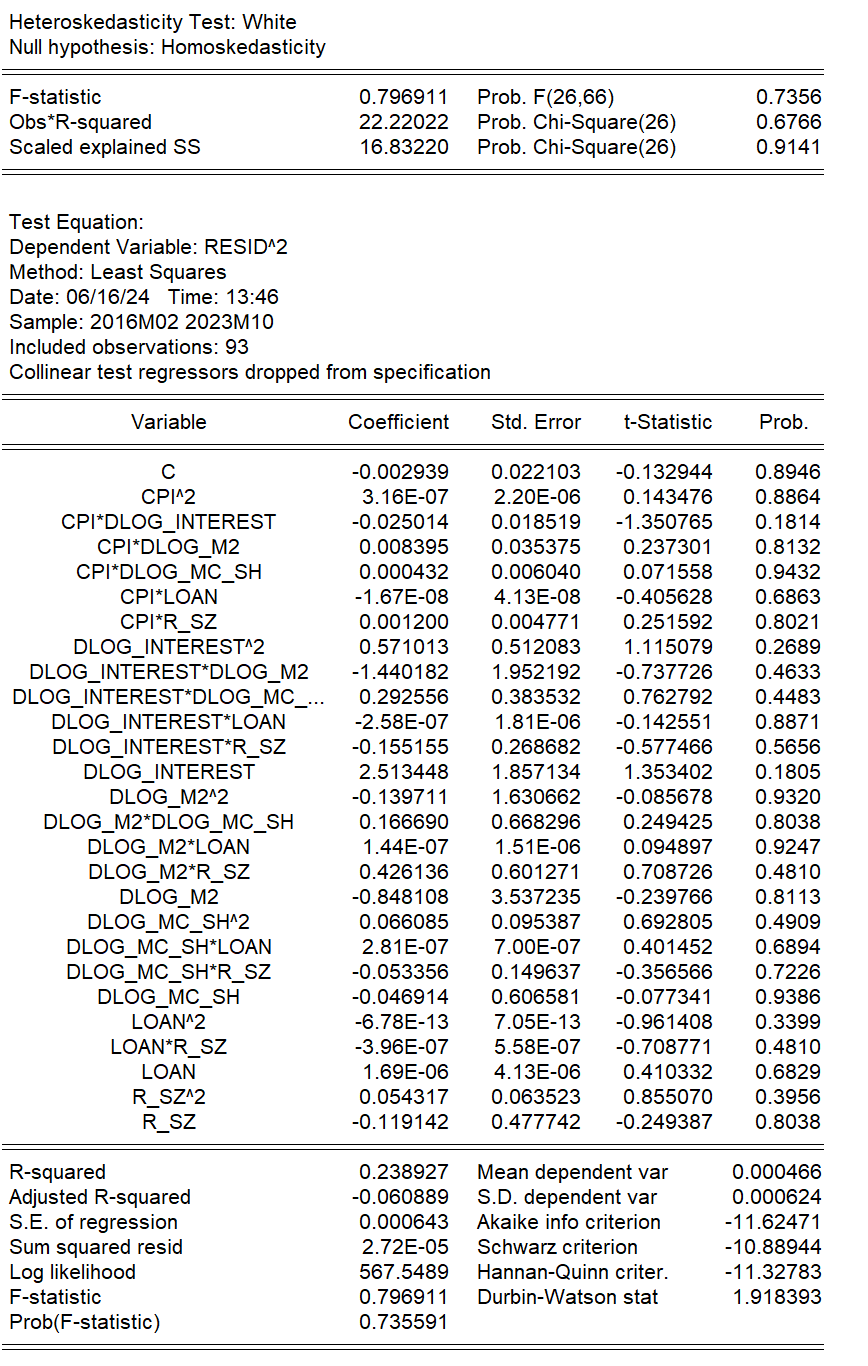 Heteroskedasticity Test: White
Null hypothesis: Homoskedasticity
F-statistic 0.796911 Prob. F(26,66) 0.7356
Obs*R-squared 22.22022 Prob. Chi-Square(26) 0.6766
Scaled explained SS 16.83220 Prob. Chi-Square(26) 0.9141
Test Equation:
Dependent Variable: RESID^2
Method: Least Squares
Date: 06/16/24 Time: 13:46
Sample: 2016M02 2023M10
Included observations: 93
Collinear test regressors dropped from specification
Variable Coefficient Std. Error t-Statistic Prob.
C -0.002939 0.022103 -0.132944 0.8946
CPI^2 3.16E-07 2.20E-06 0.143476 0.8864
CPI*DLOG_INTEREST -0.025014 0.018519 -1.350765 0.1814
CPI*DLOG_M2 0.008395 0.035375 0.237301 0.8132
CPI*DLOG_MC_SH 0.000432 0.006040 0.071558 0.9432
CPI*LOAN -1.67E-08 4.13E-08 -0.405628 0.6863
CPI*R_SZ 0.001200 0.004771 0.251592 0.8021
DLOG_INTEREST^2 0.571013 0.512083 1.115079 0.2689
DLOG_INTEREST*DLOG_M2 -1.440182 1.952192 -0.737726 0.4633
DLOG_INTEREST*DLOG_MC_... 0.292556 0.383532 0.762792 0.4483
DLOG_INTEREST*LOAN -2.58E-07 1.81E-06 -0.142551 0.8871
DLOG_INTEREST*R_SZ -0.155155 0.268682 -0.577466 0.5656
DLOG_INTEREST 2.513448 1.857134 1.353402 0.1805
DLOG_M2^2 -0.139711 1.630662 -0.085678 0.9320
DLOG_M2*DLOG_MC_SH 0.166690 0.668296 0.249425 0.8038
DLOG_M2*LOAN 1.44E-07 1.51E-06 0.094897 0.9247
DLOG_M2*R_SZ 0.426136 0.601271 0.708726 0.4810
DLOG_M2 -0.848108 3.537235 -0.239766 0.8113
DLOG_MC_SH^2 0.066085 0.095387 0.692805 0.4909
DLOG_MC_SH*LOAN 2.81E-07 7.00E-07 0.401452 0.6894
DLOG_MC_SH*R_SZ -0.053356 0.149637 -0.356566 0.7226
DLOG_MC_SH -0.046914 0.606581 -0.077341 0.9386
LOAN^2 -6.78E-13 7.05E-13 -0.961408 0.3399
LOAN*R_SZ -3.96E-07 5.58E-07 -0.708771 0.4810
LOAN 1.69E-06 4.13E-06 0.410332 0.6829
R_SZ^2 0.054317 0.063523 0.855070 0.3956
R_SZ -0.119142 0.477742 -0.249387 0.8038
R-squared 0.238927 Mean dependent var 0.000466
Adjusted R-squared -0.060889 S.D. dependent var 0.000624
S.E. of regression 0.000643 Akaike info criterion -11.62471
Sum squared resid 2.72E-05 Schwarz criterion -10.88944
Log likelihood 567.5489 Hannan-Quinn criter. -11.32783
F-statistic 0.796911 Durbin-Watson stat 1.918393
Prob(F-statistic) 0.735591